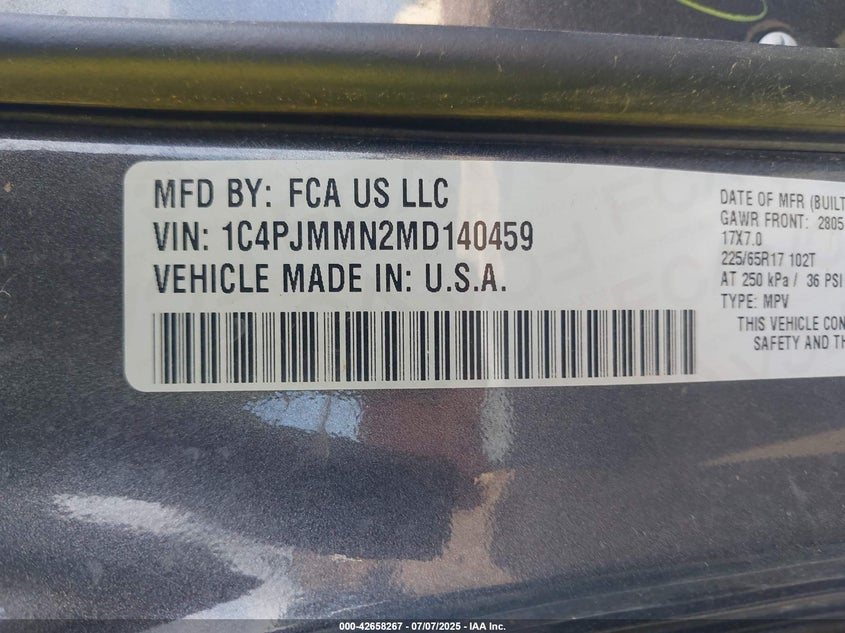 MFD BY: FCA US LLC
VIN: 1C4PJMMN2MD140459
VEHICLE MADE IN: U.S.A.
DATE OF MFR (BUILT
GAWR FRONT: 2805
17X7.0
225/65R17 102T
AT 250 kPa / 36 PSI
TYPE: MPV
THIS VEHICLE CON
SAFETY AND TH
000-42658267 - 07/07/2025 - IAA Inc.